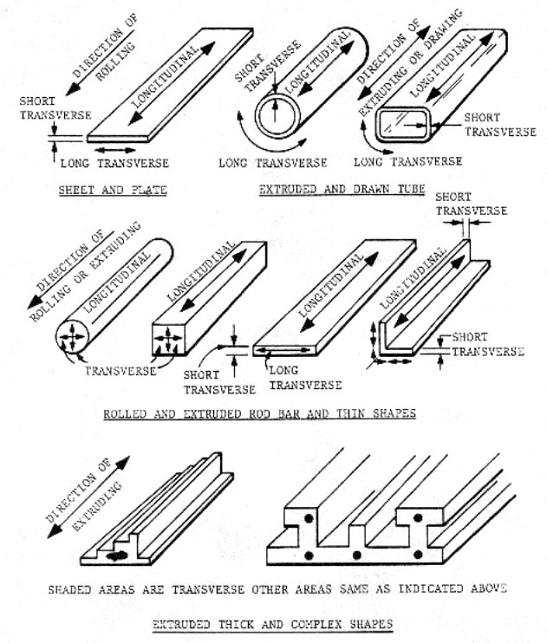 DIRECTION OF
ROLLING
LONGITUDINAL
SHORT
TRANSVERSE
LONG TRANSVERSE
SHEET AND PLATE
SHORT
TRANSVERSE
LONGITUDINAL
LONG TRANSVERSE
DIRECTION OF
EXTRUDING OR DRAWING
LONGITUDINAL
SHORT
TRANSVERSE
LONG TRANSVERSE
EXTRUDED AND DRAWN TUBE
DIRECTION OF
ROLLING OR EXTRUDING
LONGITUDINAL
LONGITUDINAL
TRANSVERSE
LONGITUDINAL
SHORT
TRANSVERSE
LONG
TRANSVERSE
SHORT
TRANSVERSE
LONGITUDINAL
SHORT
TRANSVERSE
ROLLED AND EXTRUDED ROD BAR AND THIN SHAPES
DIRECTION OF
EXTRUDING
SHADED AREAS ARE TRANSVERSE OTHER AREAS SAME AS INDICATED ABOVE
EXTRUDED THICK AND COMPLEX SHAPES